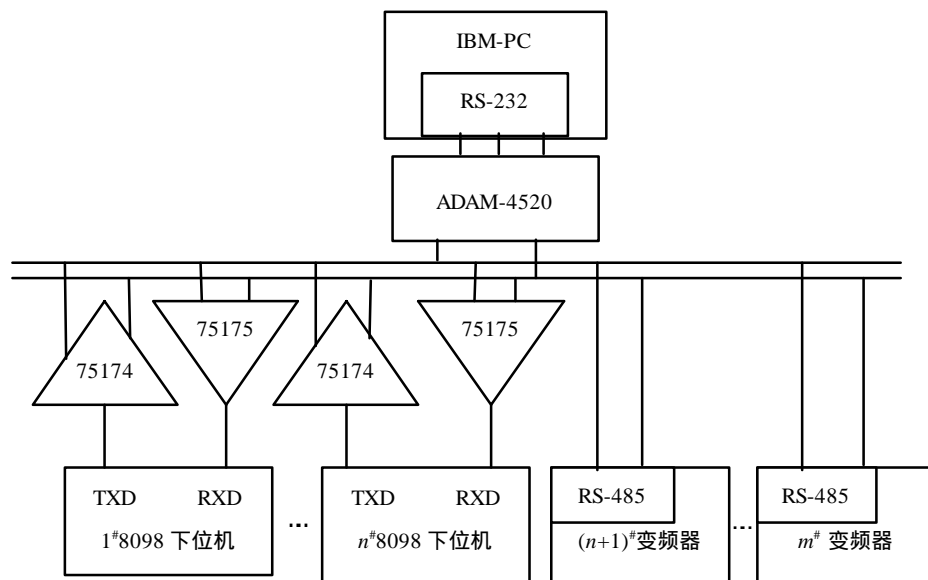 IBM-PC
RS-232
ADAM-4520
75174
75175
75174
75175
TXD RXD
1#8098 下位机
...
TXD RXD
n#8098 下位机
RS-485
(n+1)#变频器
...
RS-485
m# 变频器